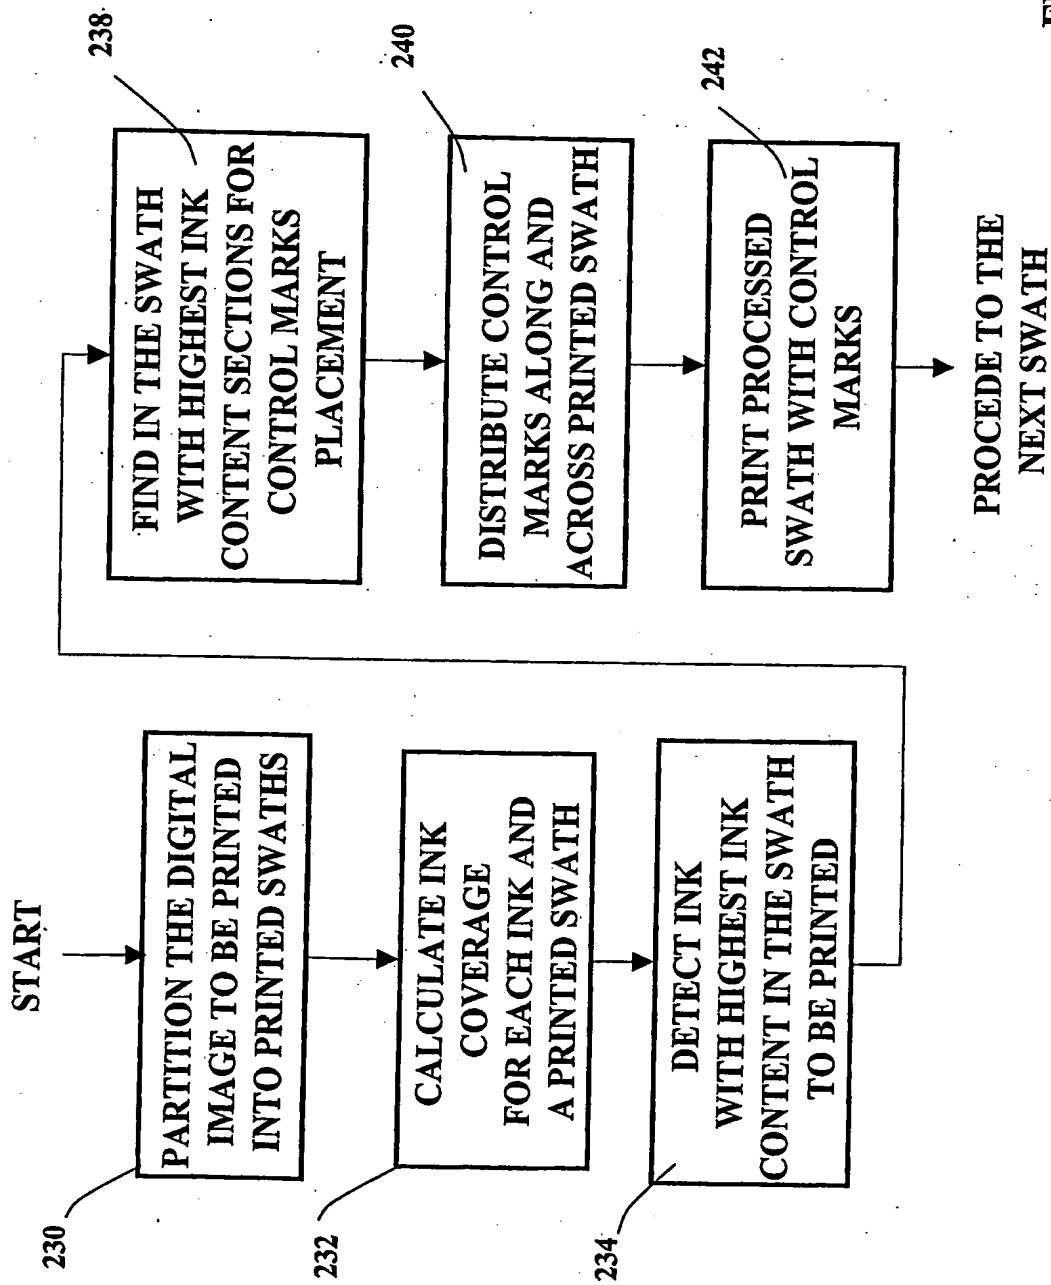 START
230
PARTITION THE DIGITAL
IMAGE TO BE PRINTED
INTO PRINTED SWATHS
232
CALCULATE INK
COVERAGE
FOR EACH INK AND
A PRINTED SWATH
234
DETECT INK
WITH HIGHEST INK
CONTENT IN THE SWATH
TO BE PRINTED
238
FIND IN THE SWATH
WITH HIGHEST INK
CONTENT SECTIONS FOR
CONTROL MARKS
PLACEMENT
240
DISTRIBUTE CONTROL
MARKS ALONG AND
ACROSS PRINTED SWATH
242
PRINT PROCESSED
SWATH WITH CONTROL
MARKS
PROCEDE TO THE
NEXT SWATH